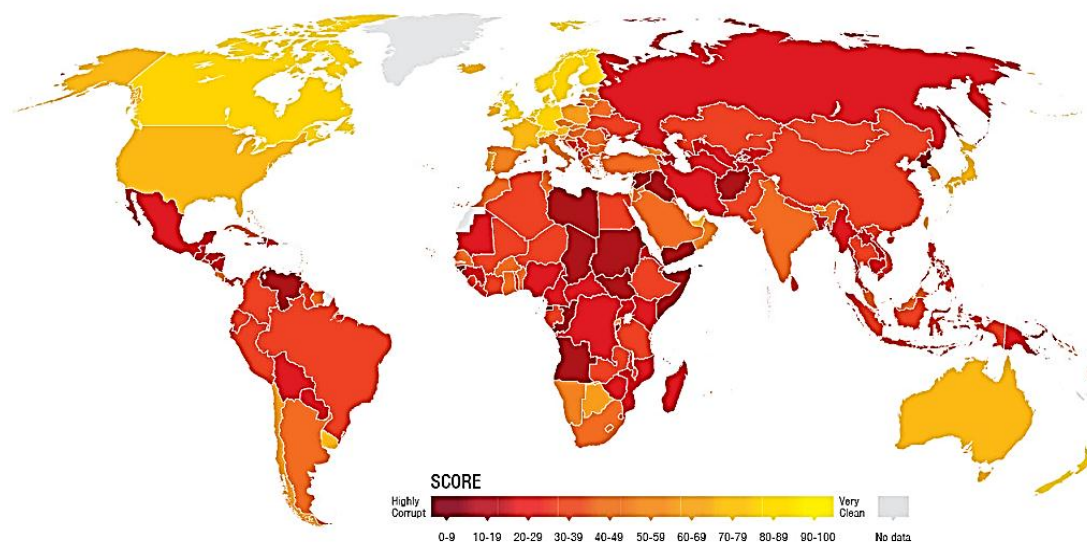 SCORE
Highly Corrupt
Very Clean
0-9 10-19 20-29 30-39 40-49 50-59 60-69 70-79 80-89 90-100 No data